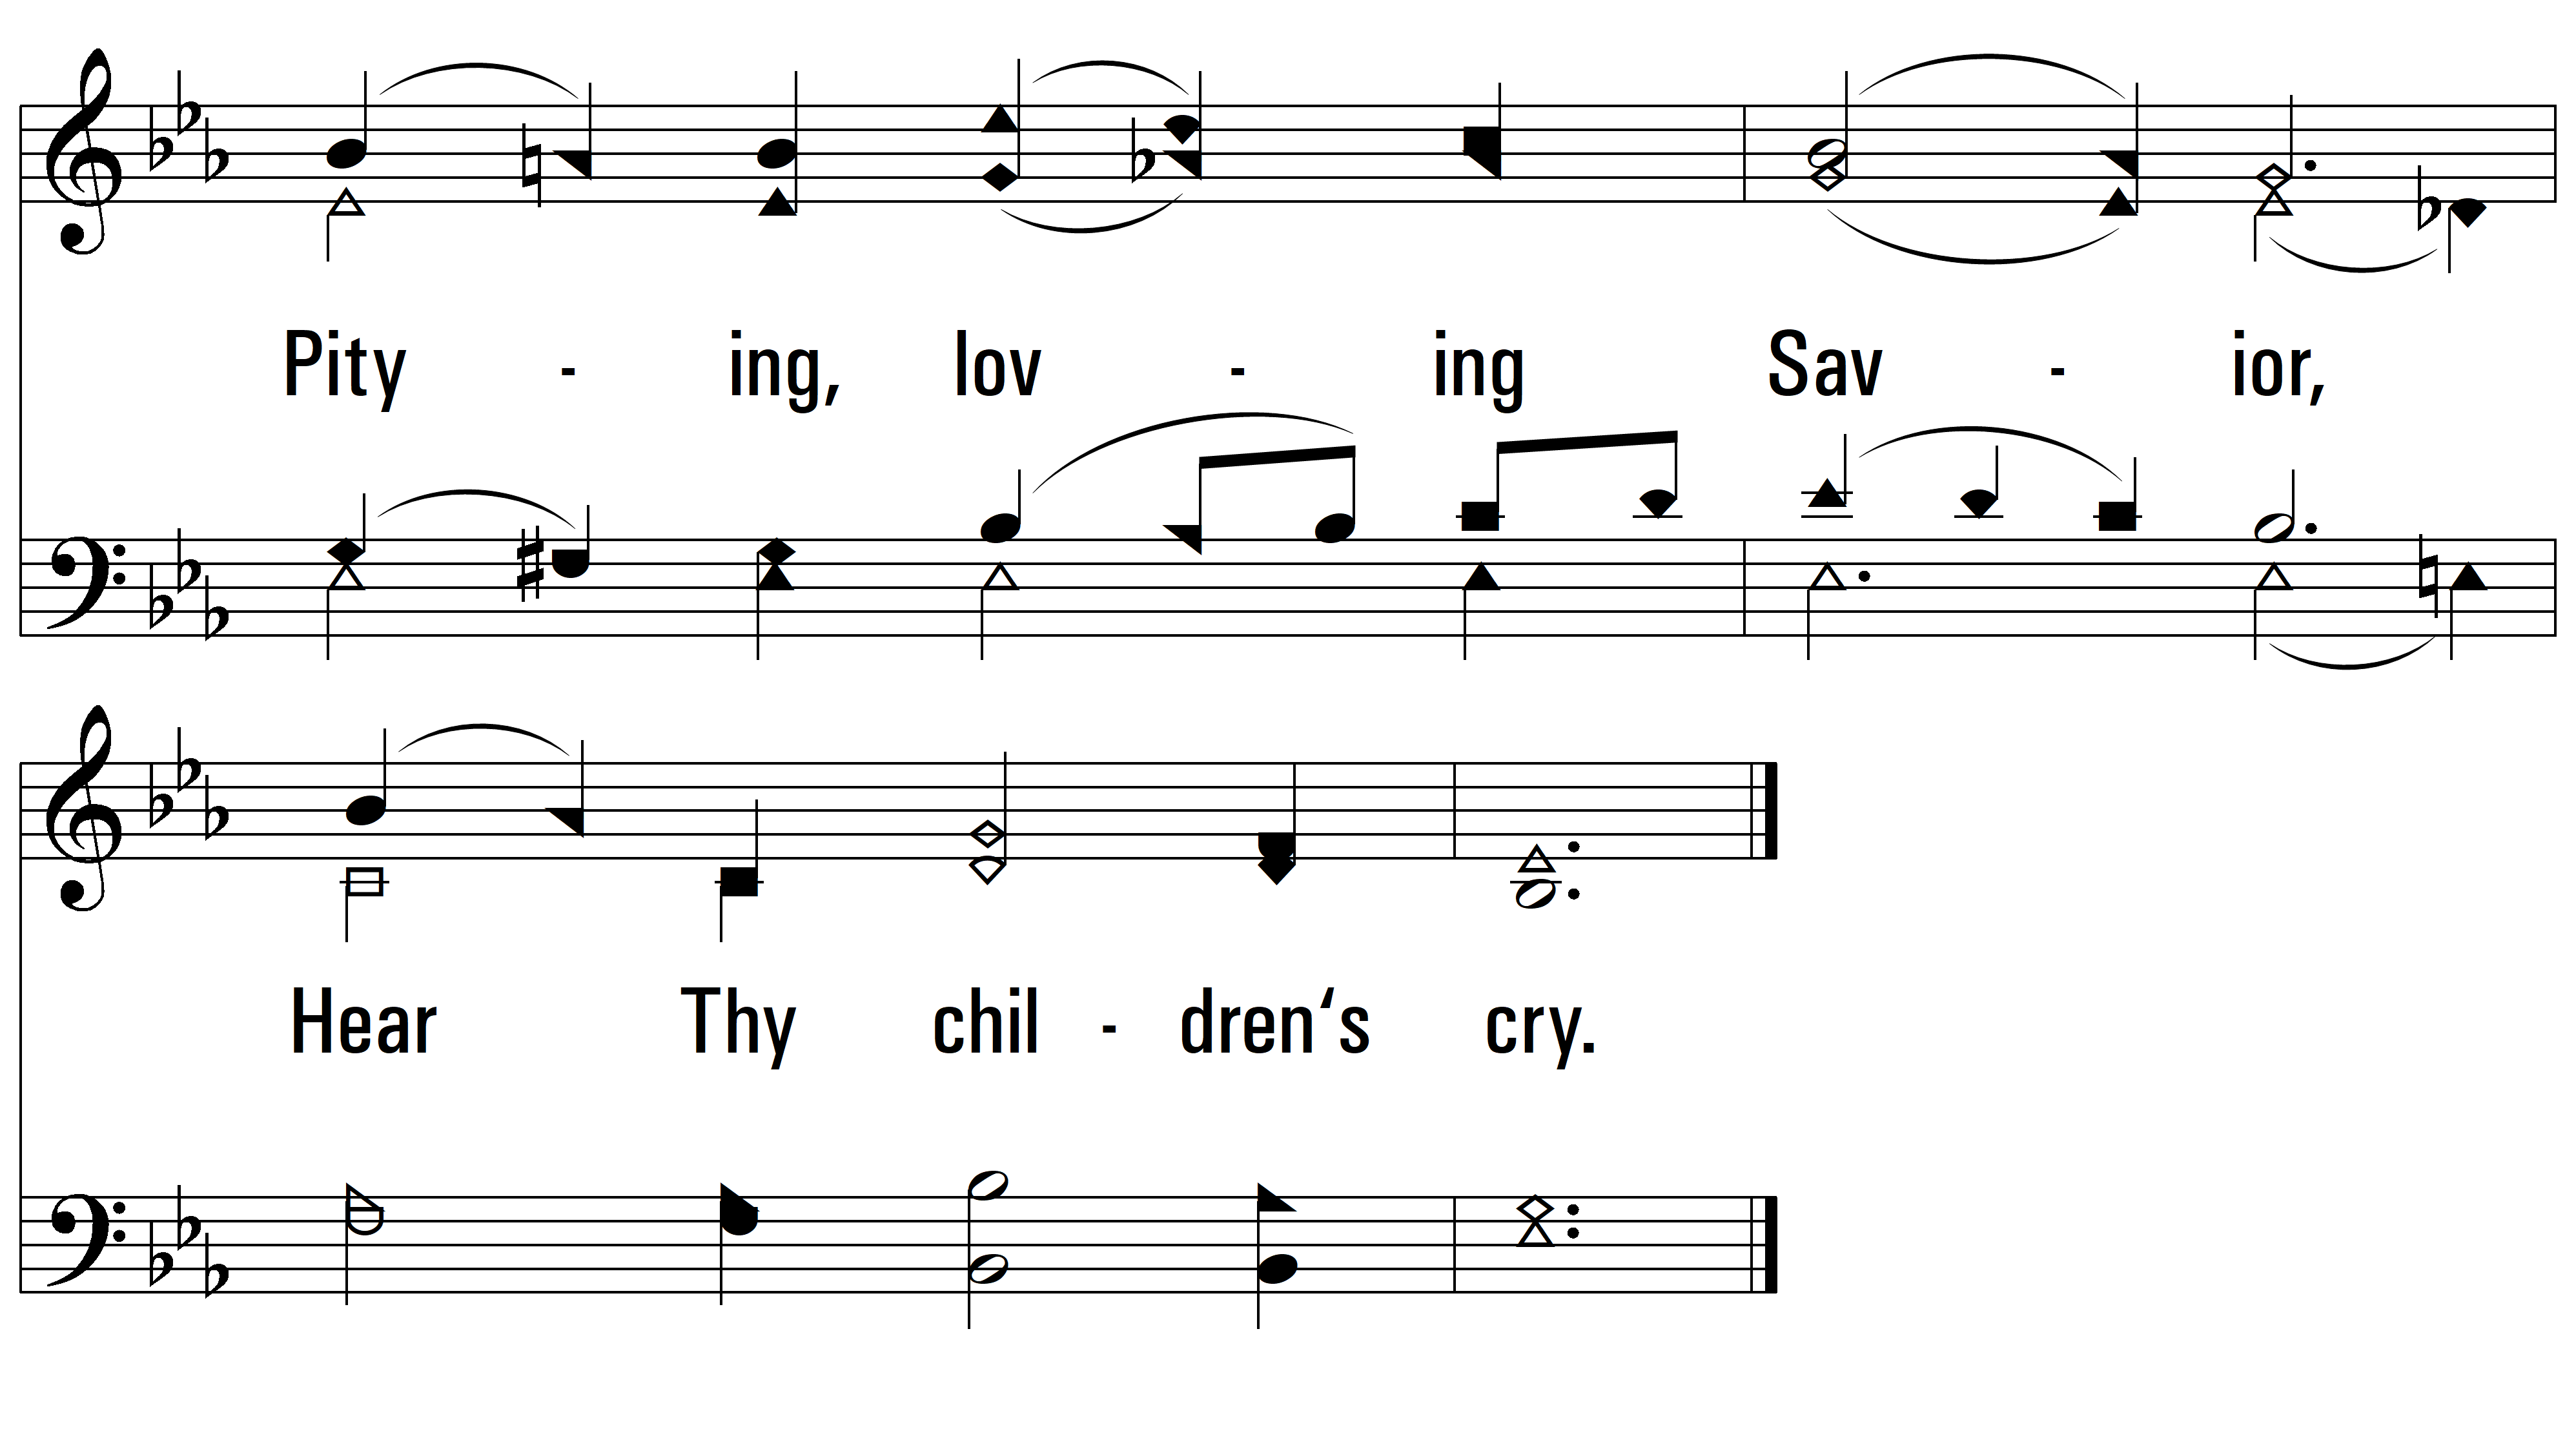 Pity - ing, lov - ing Sav - ior,
Hear Thy chil - dren‘s cry.